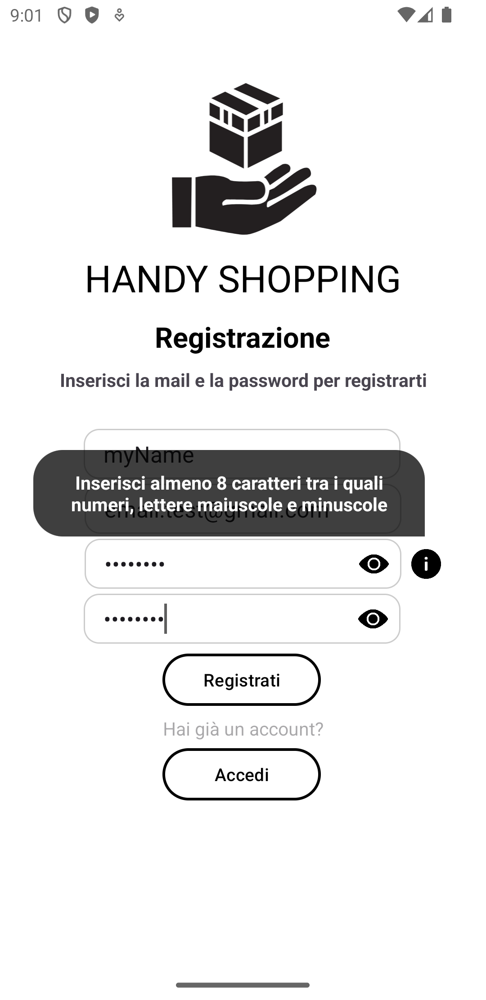 9:01
HANDY SHOPPING
Registrazione
Inserisci la mail e la password per registrarti
myName
Inserisci almeno 8 caratteri tra i quali
numeri, lettere maiuscole e minuscole
email.test@gmail.com
••••••••
••••••••
Registrati
Hai già un account?
Accedi